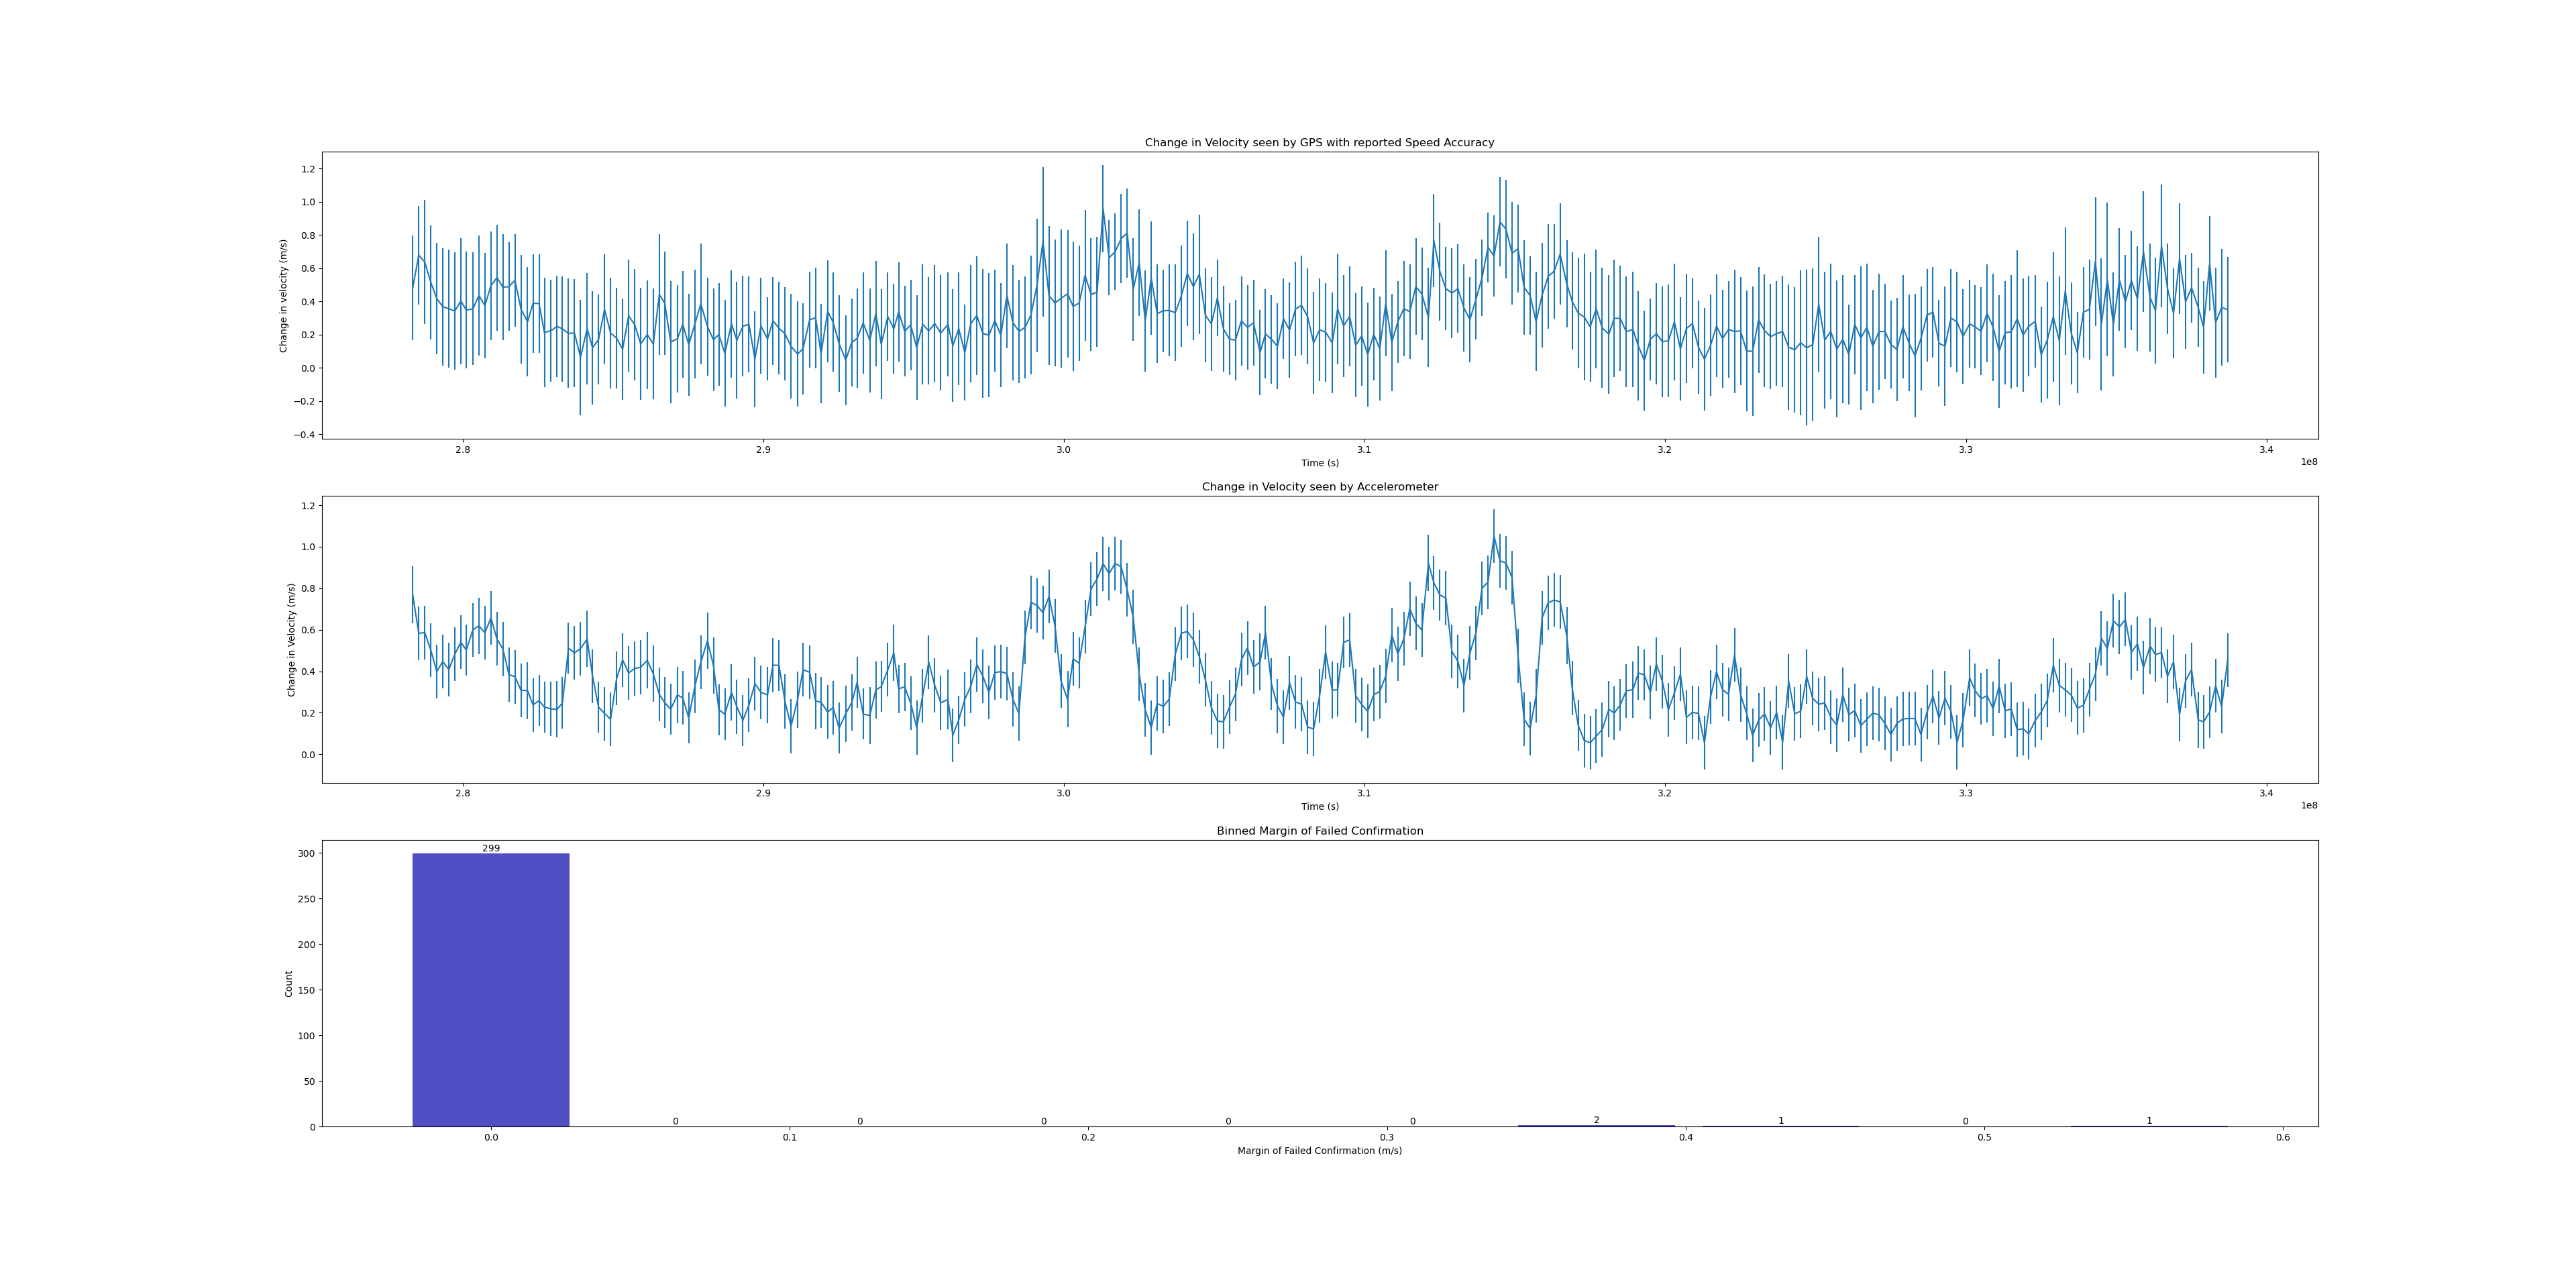 Change in Velocity seen by GPS with reported Speed Accuracy
1.2
1.0
0.8
0.6
0.4
0.2
0.0
−0.2
−0.4
Change in velocity (m/s)
2.8 2.9 3.0 3.1 3.2 3.3 3.4
1e8
Time (s)
Change in Velocity seen by Accelerometer
1.2
1.0
0.8
0.6
0.4
0.2
0.0
Change in Velocity (m/s)
2.8 2.9 3.0 3.1 3.2 3.3 3.4
1e8
Time (s)
Binned Margin of Failed Confirmation
300
250
200
150
100
50
0
Count
299 0 0 0 0 0 2 1 0 1
0.0 0.1 0.2 0.3 0.4 0.5 0.6
Margin of Failed Confirmation (m/s)